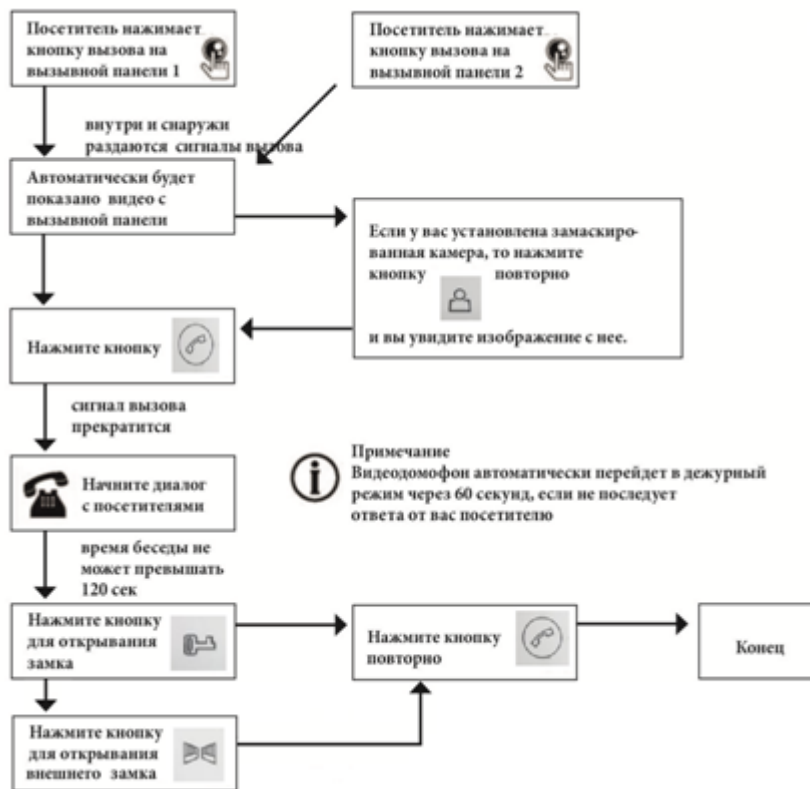 Посетитель нажимает
кнопку вызова на
вызывной панели 1
Посетитель нажимает
кнопку вызова на
вызывной панели 2
внутри и снаружи
раздаются сигналы вызова
Автоматически будет
показано видео с
вызывной панели
Если у вас установлена замаскиро-
ванная камера, то нажмите
кнопку повторно
и вы увидите изображение с нее.
Нажмите кнопку
сигнал вызова
прекратится
Начните диалог
с посетителями
Примечание
Видеодомофон автоматически перейдет в дежурный
режим через 60 секунд, если не последует
ответа от вас посетителю
время беседы не
может превышать
120 сек
Нажмите кнопку
для открывания
замка
Нажмите кнопку
повторно
Конец
Нажмите кнопку
для открывания
внешнего замка